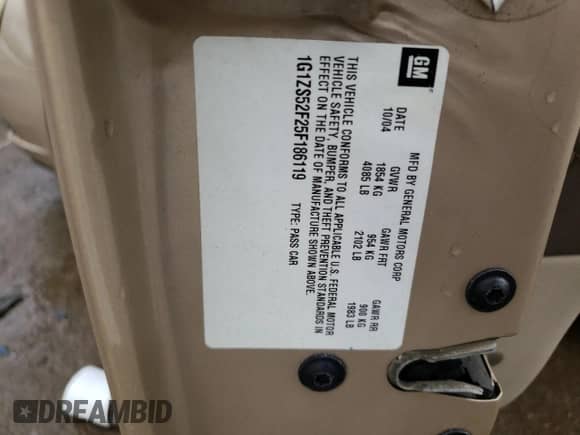 GM
MFD BY GENERAL MOTORS CORP
DATE GVWR GAWR FRT GAWR RR
10/04 1854 KG 954 KG 900 KG
4085 LB 2102 LB 1983 LB
THIS VEHICLE CONFORMS TO ALL APPLICABLE U.S. FEDERAL MOTOR
VEHICLE SAFETY, BUMPER, AND THEFT PREVENTION STANDARDS IN
EFFECT ON THE DATE OF MANUFACTURE SHOWN ABOVE.
1G1ZS52F25F186119 TYPE: PASS CAR
DREAMBID